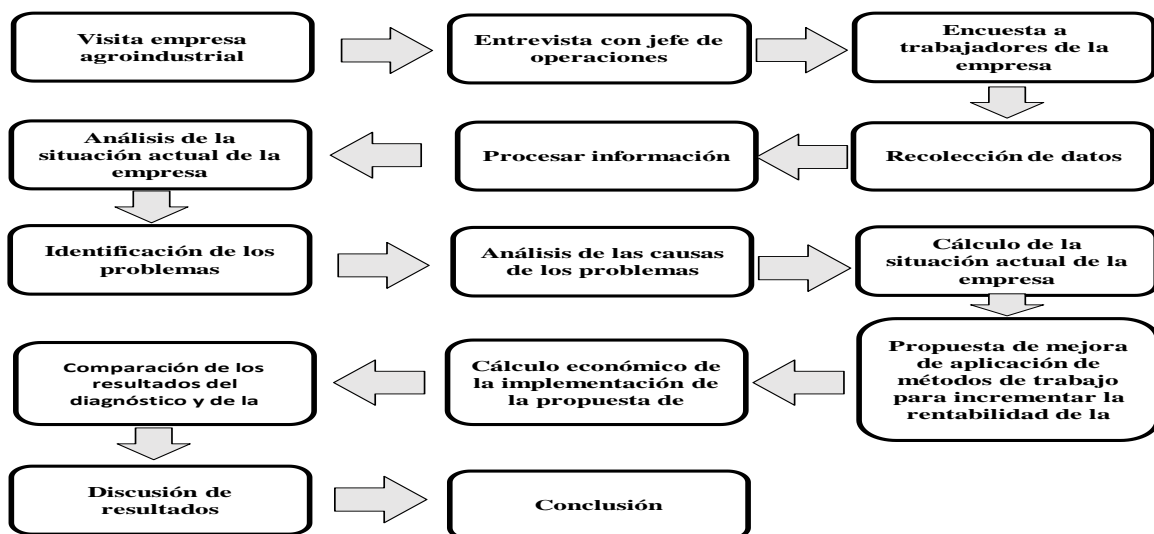 Visita empresa
agroindustrial
Entrevista con jefe de
operaciones
Encuesta a
trabajadores de la
empresa
Recolección de datos
Procesar información
Análisis de la
situación actual de la
empresa
Identificación de los
problemas
Análisis de las causas
de los problemas
Cálculo de la
situación actual de la
empresa
Propuesta de mejora
de aplicación de
métodos de trabajo
para incrementar la
rentabilidad de la
Cálculo económico de
la implementación de
la propuesta de
Comparación de los
resultados del
diagnóstico y de la
Discusión de
resultados
Conclusión